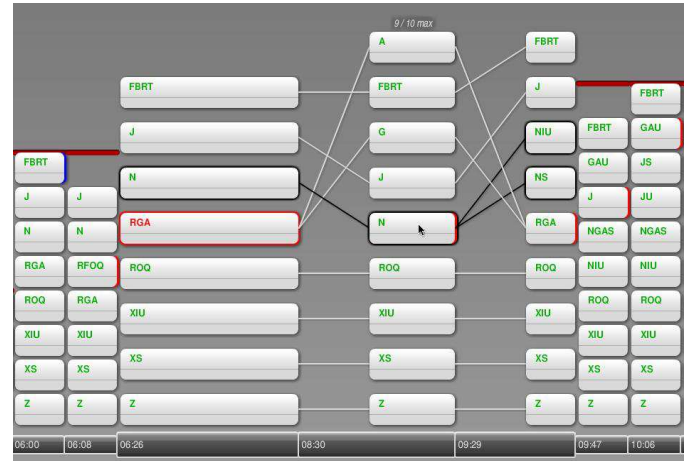 9 / 10 max
A
FBRT
FBRT
FBRT
FBRT
J
J
G
NIU
FBRT
GAU
FBRT
N
J
NS
GAU
JS
J
J
RGA
N
RGA
J
JU
N
N
NGAS
NGAS
RGA
RFOQ
ROQ
ROQ
ROQ
NIU
NIU
ROQ
RGA
XIU
XIU
XIU
ROQ
ROQ
XIU
XIU
XS
XS
XS
XIU
XIU
XS
XS
XS
XS
Z
Z
Z
Z
Z
Z
Z
06:00 06:08 06:26 08:30 09:29 09:47 10:06